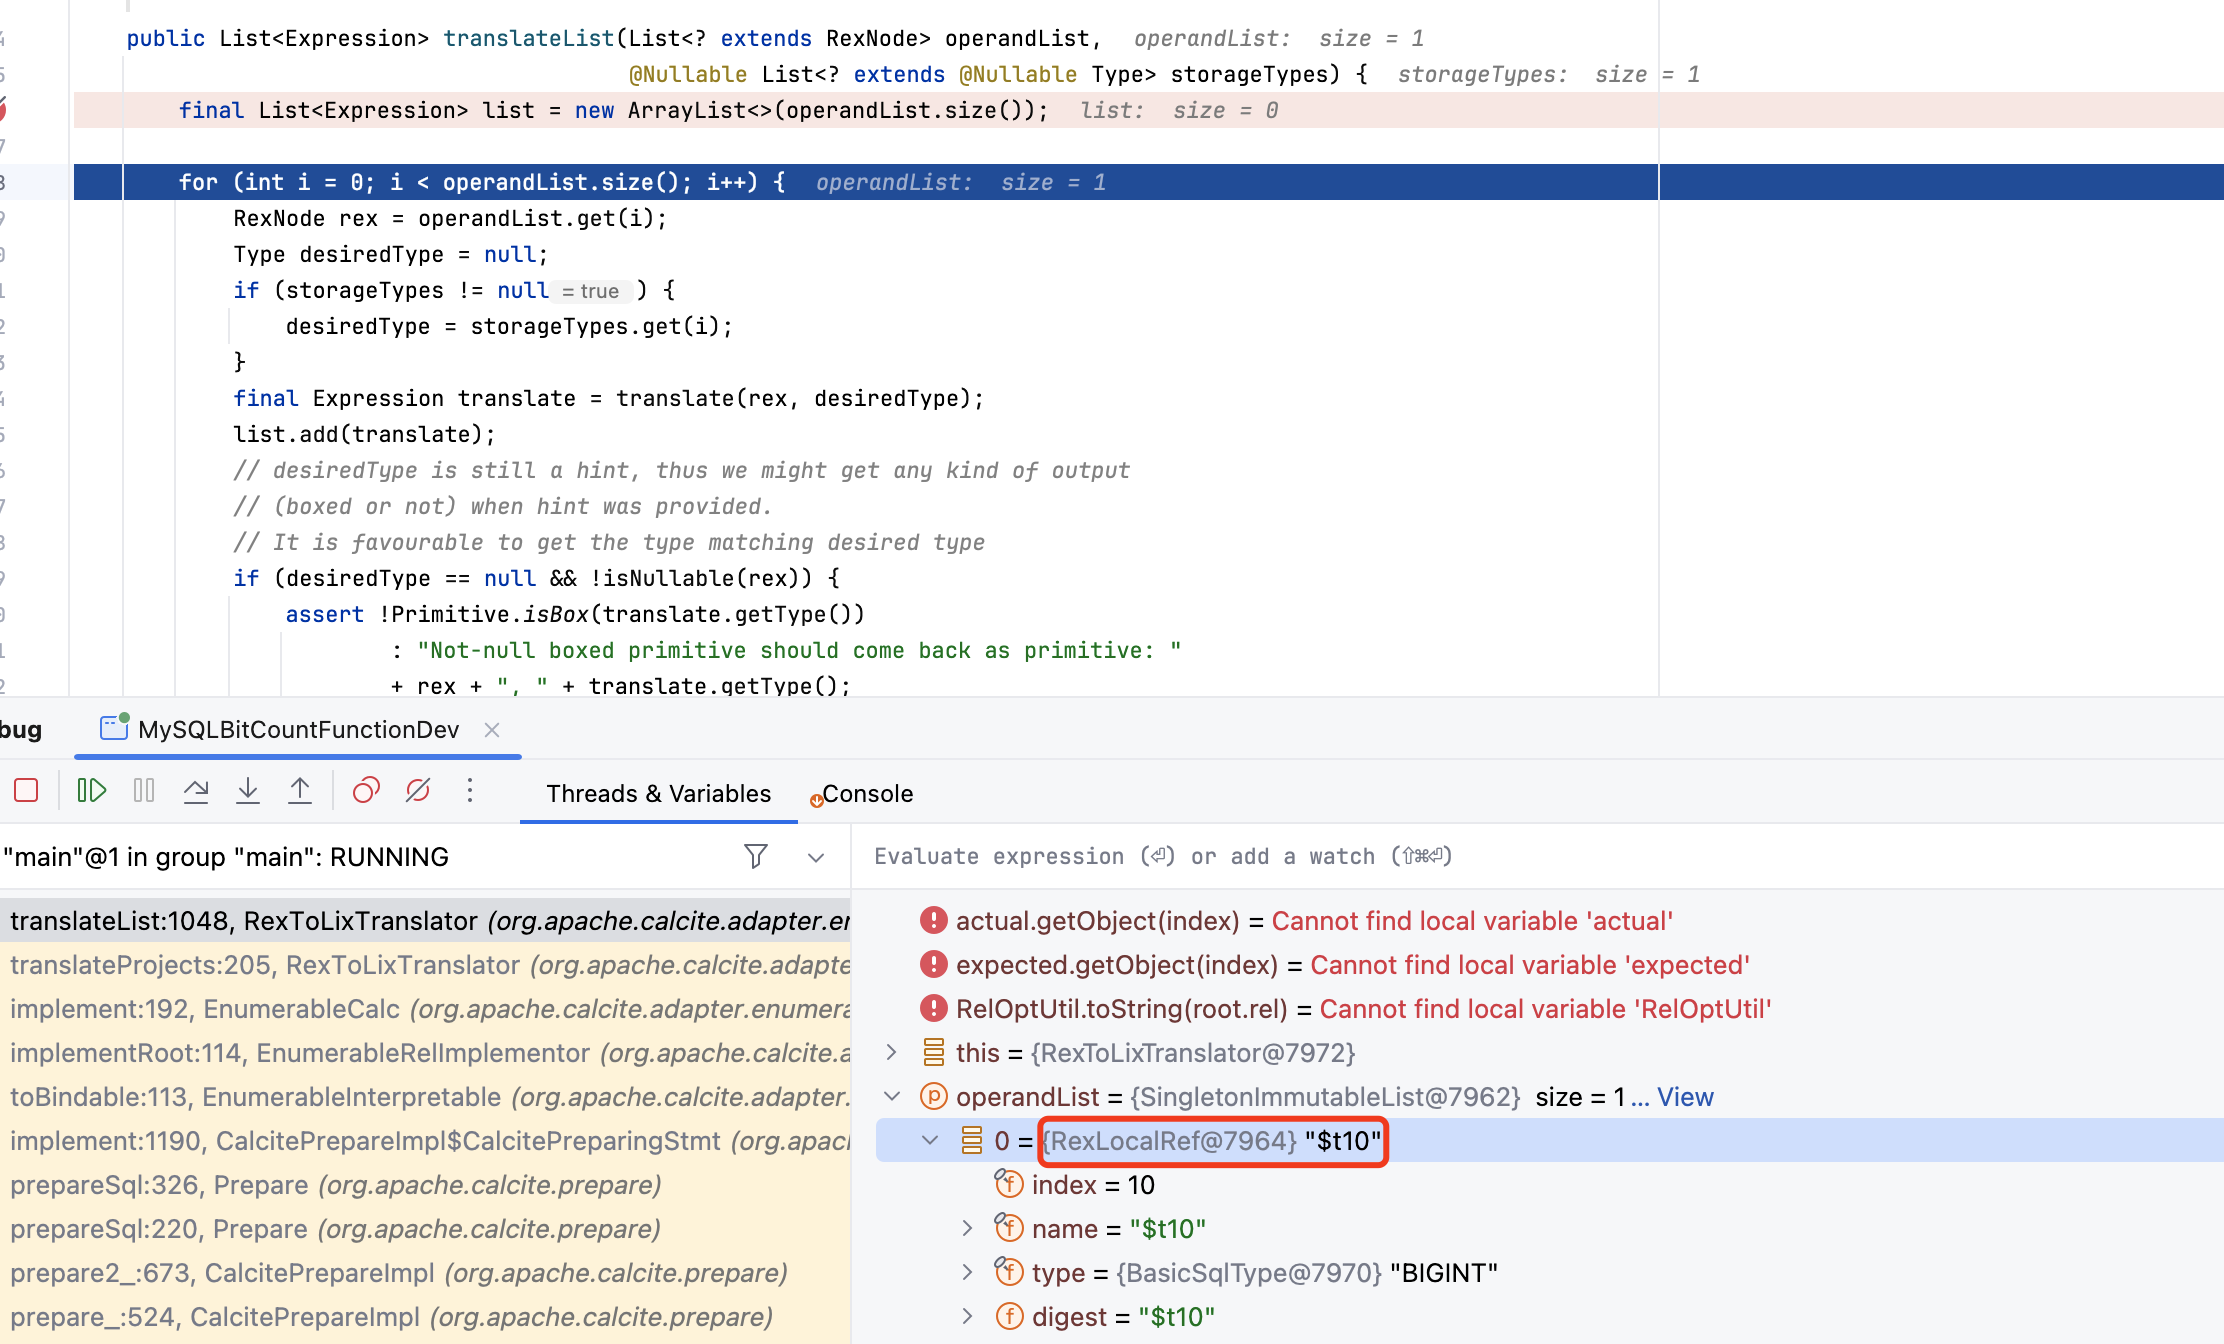 public List<Expression> translateList(List<? extends RexNode> operandList,  operandList:  size = 1
@Nullable List<? extends @Nullable Type> storageTypes) {  storageTypes:  size = 1
final List<Expression> list = new ArrayList<>(operandList.size());  list:  size = 0
for (int i = 0; i < operandList.size(); i++) {  operandList:  size = 1
RexNode rex = operandList.get(i);
Type desiredType = null;
if (storageTypes != null = true ) {
desiredType = storageTypes.get(i);
}
final Expression translate = translate(rex, desiredType);
list.add(translate);
// desiredType is still a hint, thus we might get any kind of output
// (boxed or not) when hint was provided.
// It is favourable to get the type matching desired type
if (desiredType == null && !isNullable(rex)) {
assert !Primitive.isBox(translate.getType())
: "Not-null boxed primitive should come back as primitive: "
+ rex + ", " + translate.getType();
bug
MySQLBitCountFunctionDev
Threads & Variables
Console
"main"@1 in group "main": RUNNING
Evaluate expression (⏎) or add a watch (⇧⌘⏎)
translateList:1048, RexToLixTranslator (org.apache.calcite.adapter.en
translateProjects:205, RexToLixTranslator (org.apache.calcite.adapte
implement:192, EnumerableCalc (org.apache.calcite.adapter.enumera
implementRoot:114, EnumerableRelImplementor (org.apache.calcite.a
toBindable:113, EnumerableInterpretable (org.apache.calcite.adapter.
implement:1190, CalcitePrepareImpl$CalcitePreparingStmt (org.apach
prepareSql:326, Prepare (org.apache.calcite.prepare)
prepareSql:220, Prepare (org.apache.calcite.prepare)
prepare2_:673, CalcitePrepareImpl (org.apache.calcite.prepare)
prepare_:524, CalcitePrepareImpl (org.apache.calcite.prepare)
actual.getObject(index) = Cannot find local variable 'actual'
expected.getObject(index) = Cannot find local variable 'expected'
RelOptUtil.toString(root.rel) = Cannot find local variable 'RelOptUtil'
this = {RexToLixTranslator@7972}
operandList = {SingletonImmutableList@7962}  size = 1 ... View
0 = {RexLocalRef@7964} "$t10"
index = 10
name = "$t10"
type = {BasicSqlType@7970} "BIGINT"
digest = "$t10"